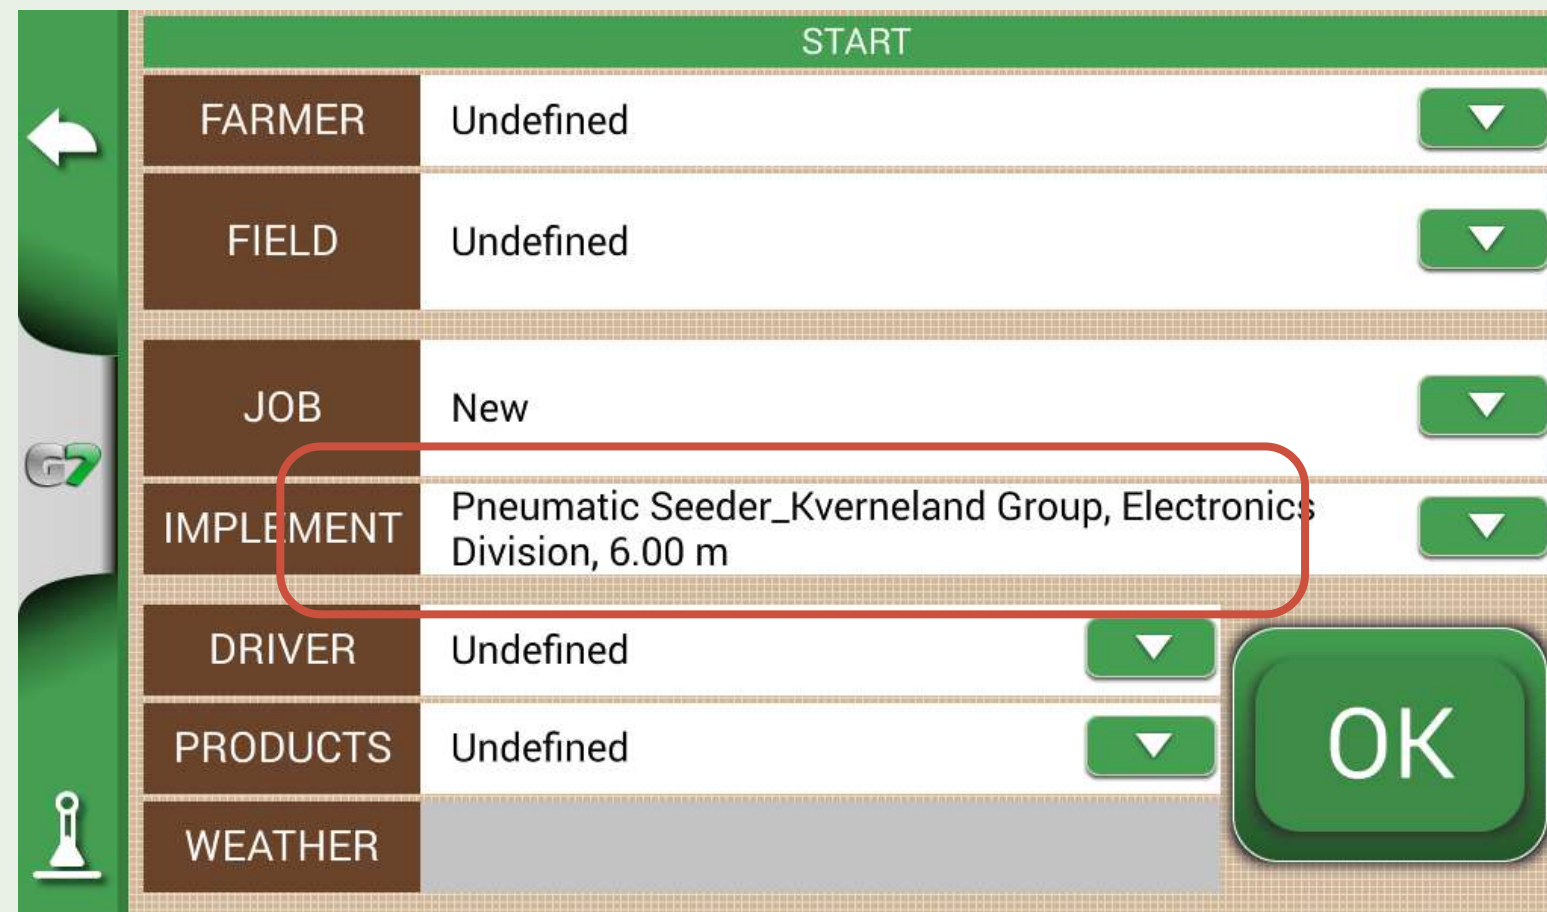 START
FARMER Undefined
FIELD Undefined
JOB New
IMPLEMENT Pneumatic Seeder_Kverneland Group, Electronics
Division, 6.00 m
DRIVER Undefined
PRODUCTS Undefined
OK
WEATHER
G7